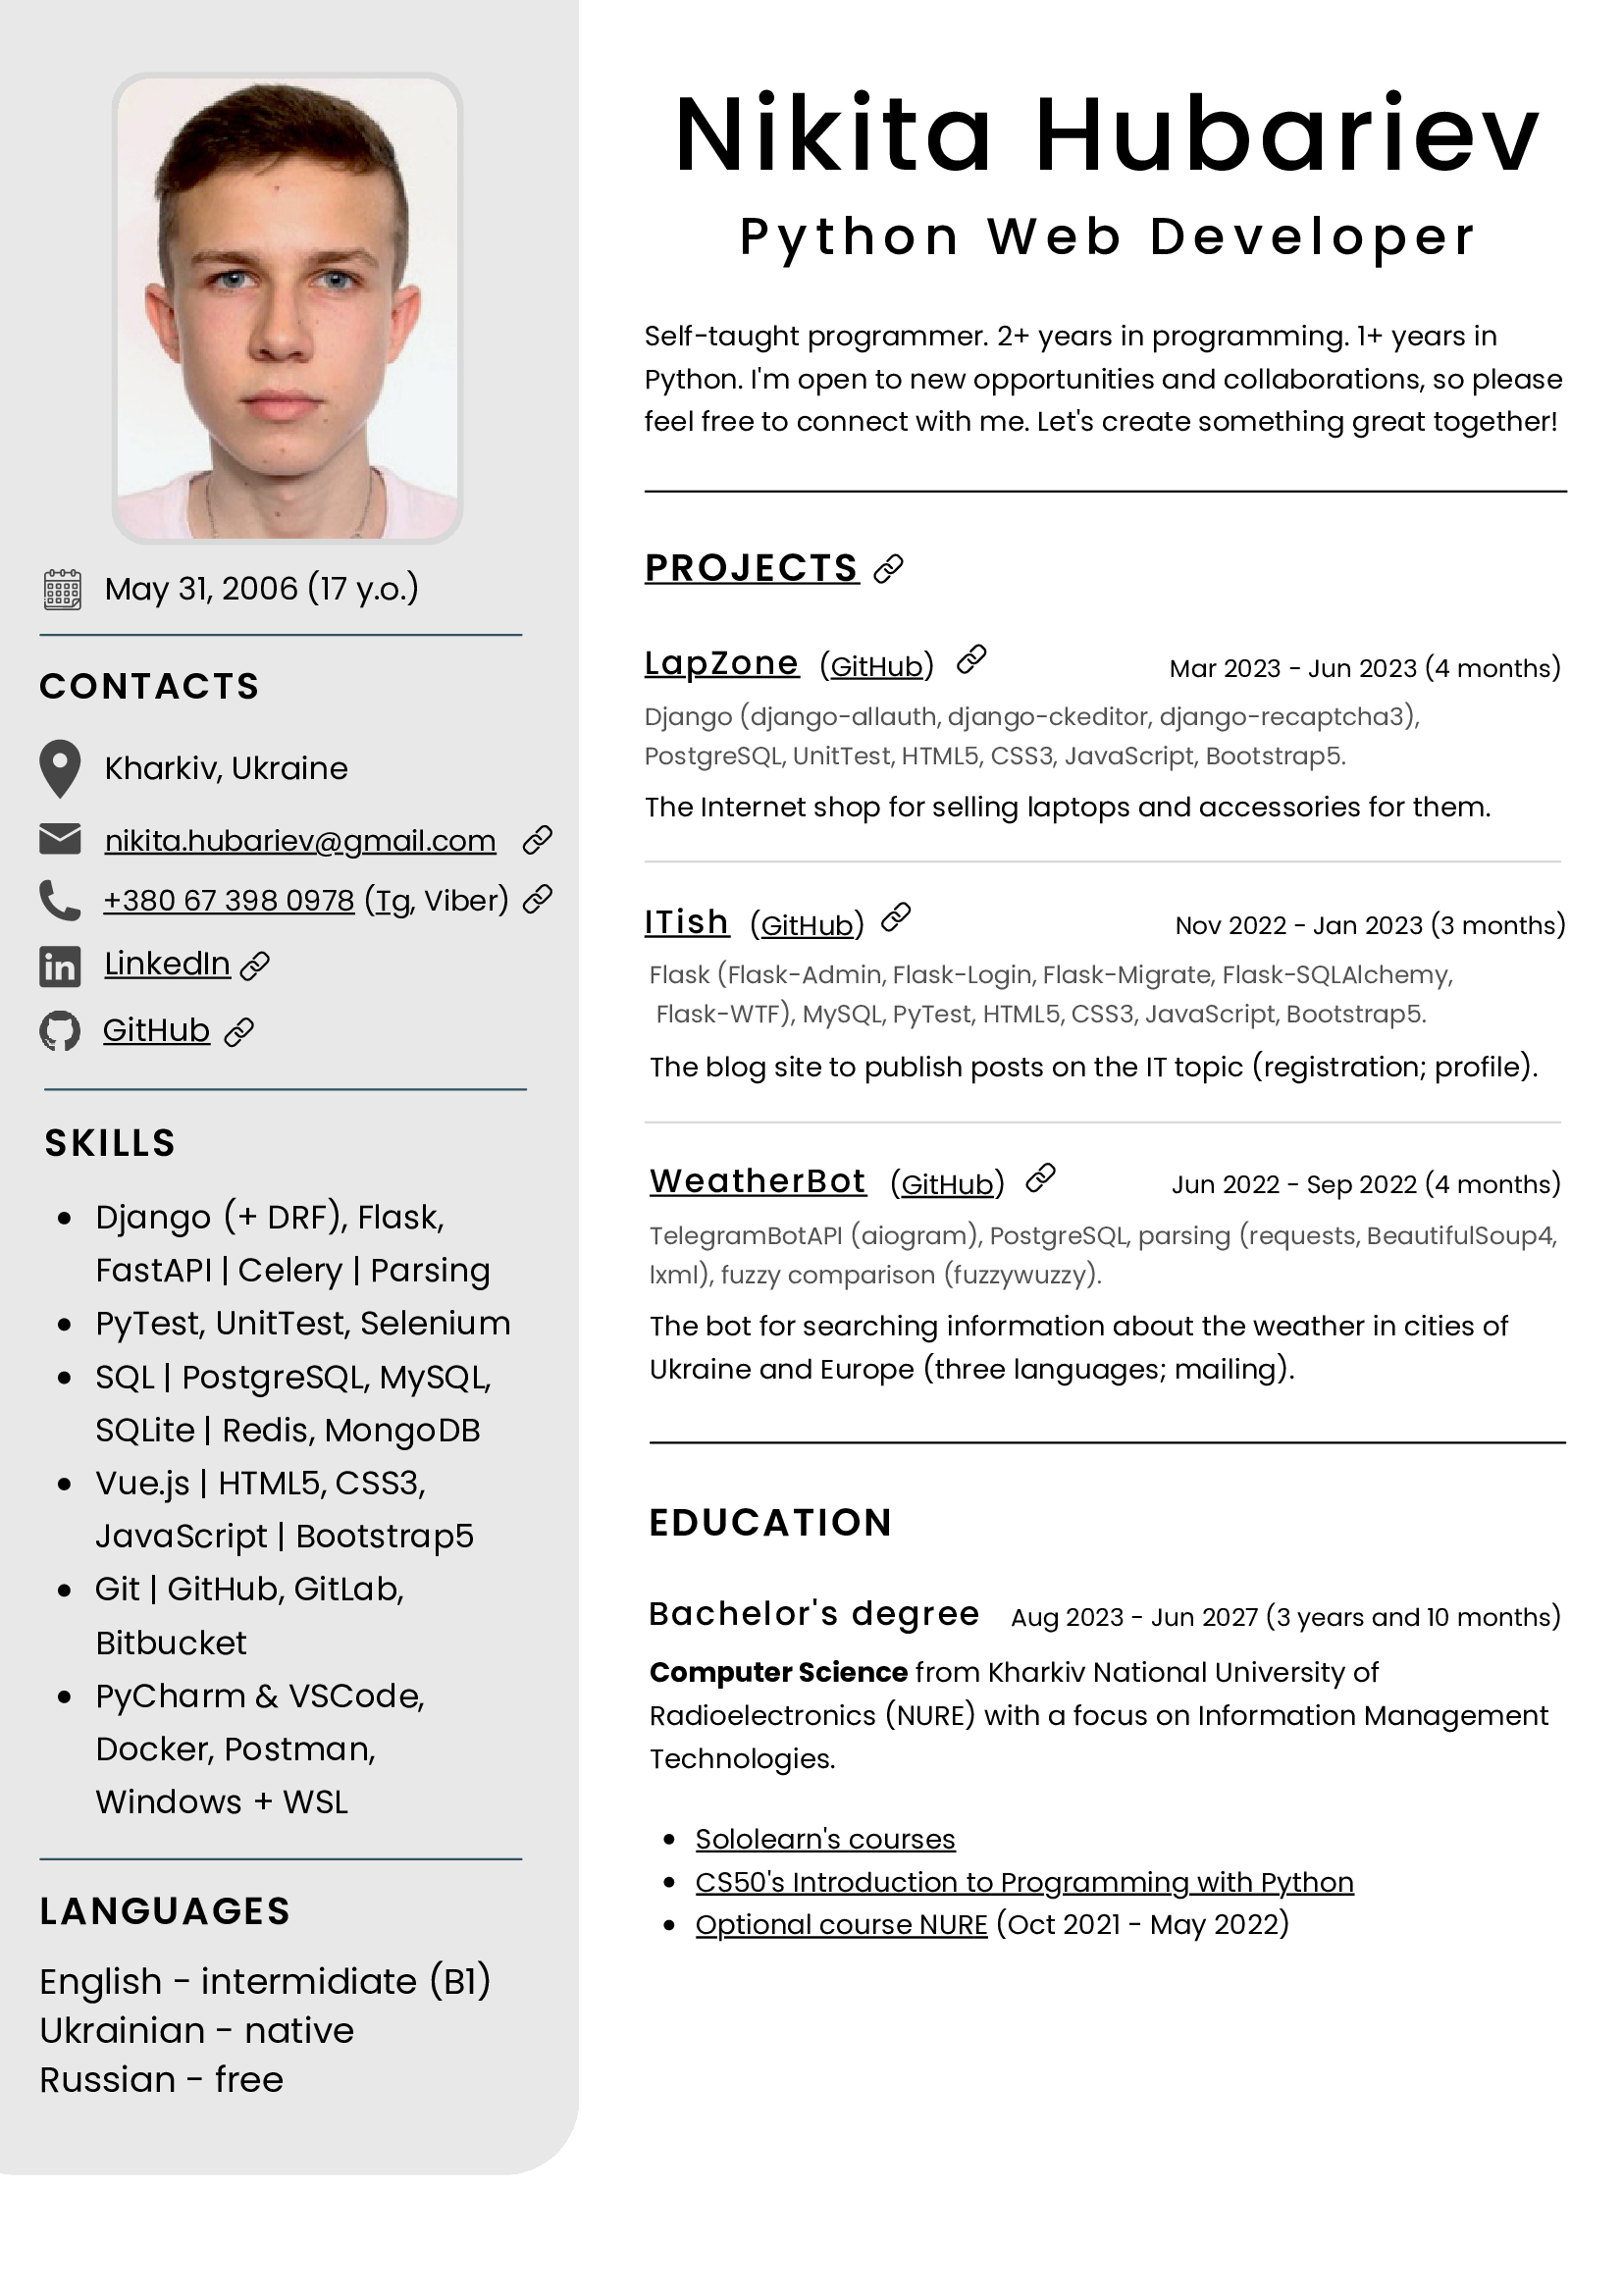 May 31, 2006 (17 y.o.)
CONTACTS
Kharkiv, Ukraine
nikita.hubariev@gmail.com
+380 67 398 0978 (Tg, Viber)
LinkedIn
GitHub
SKILLS
• Django (+ DRF), Flask,
FastAPI | Celery | Parsing
• PyTest, UnitTest, Selenium
• SQL | PostgreSQL, MySQL,
SQLite | Redis, MongoDB
• Vue.js | HTML5, CSS3,
JavaScript | Bootstrap5
• Git | GitHub, GitLab,
Bitbucket
• PyCharm & VSCode,
Docker, Postman,
Windows + WSL
LANGUAGES
English - intermidiate (B1)
Ukrainian - native
Russian - free
Nikita Hubariev
Python Web Developer
Self-taught programmer. 2+ years in programming. 1+ years in
Python. I'm open to new opportunities and collaborations, so please
feel free to connect with me. Let's create something great together!
PROJECTS
LapZone (GitHub) Mar 2023 - Jun 2023 (4 months)
Django (django-allauth, django-ckeditor, django-recaptcha3),
PostgreSQL, UnitTest, HTML5, CSS3, JavaScript, Bootstrap5.
The Internet shop for selling laptops and accessories for them.
ITish (GitHub) Nov 2022 - Jan 2023 (3 months)
Flask (Flask-Admin, Flask-Login, Flask-Migrate, Flask-SQLAlchemy,
Flask-WTF), MySQL, PyTest, HTML5, CSS3, JavaScript, Bootstrap5.
The blog site to publish posts on the IT topic (registration; profile).
WeatherBot (GitHub) Jun 2022 - Sep 2022 (4 months)
TelegramBotAPI (aiogram), PostgreSQL, parsing (requests, BeautifulSoup4,
lxml), fuzzy comparison (fuzzywuzzy).
The bot for searching information about the weather in cities of
Ukraine and Europe (three languages; mailing).
EDUCATION
Bachelor's degree Aug 2023 - Jun 2027 (3 years and 10 months)
Computer Science from Kharkiv National University of
Radioelectronics (NURE) with a focus on Information Management
Technologies.
• Sololearn's courses
• CS50's Introduction to Programming with Python
• Optional course NURE (Oct 2021 - May 2022)